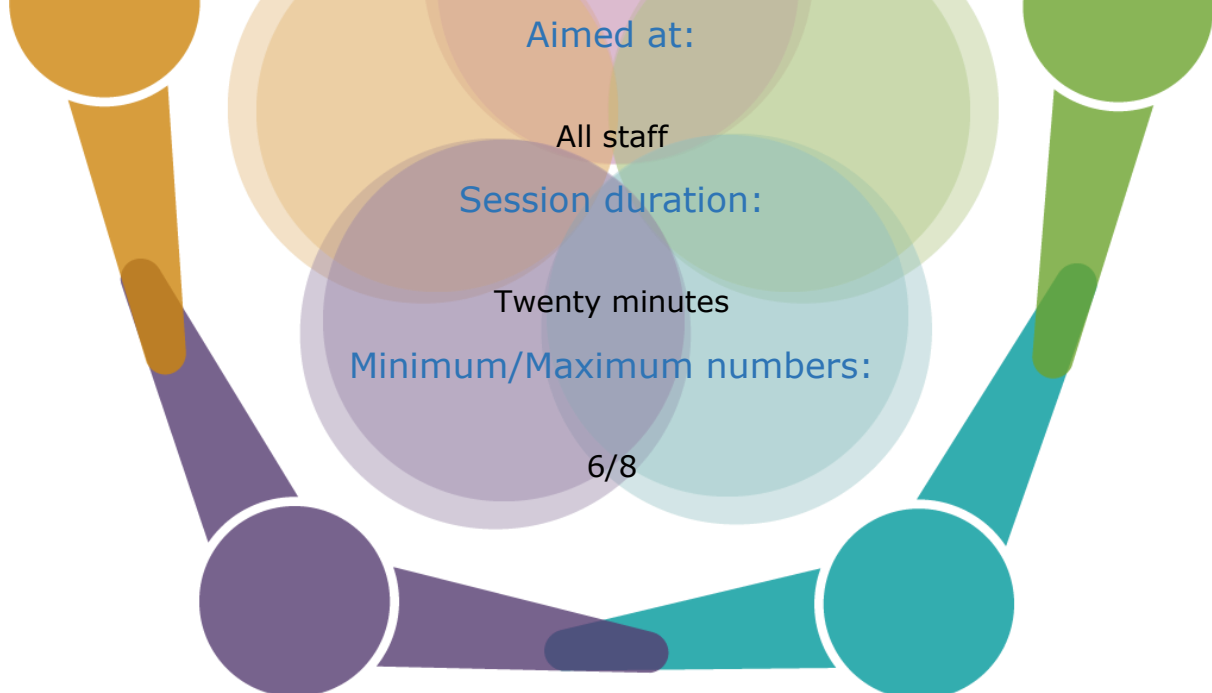 Aimed at:
All staff
Session duration:
Twenty minutes
Minimum/Maximum numbers:
6/8